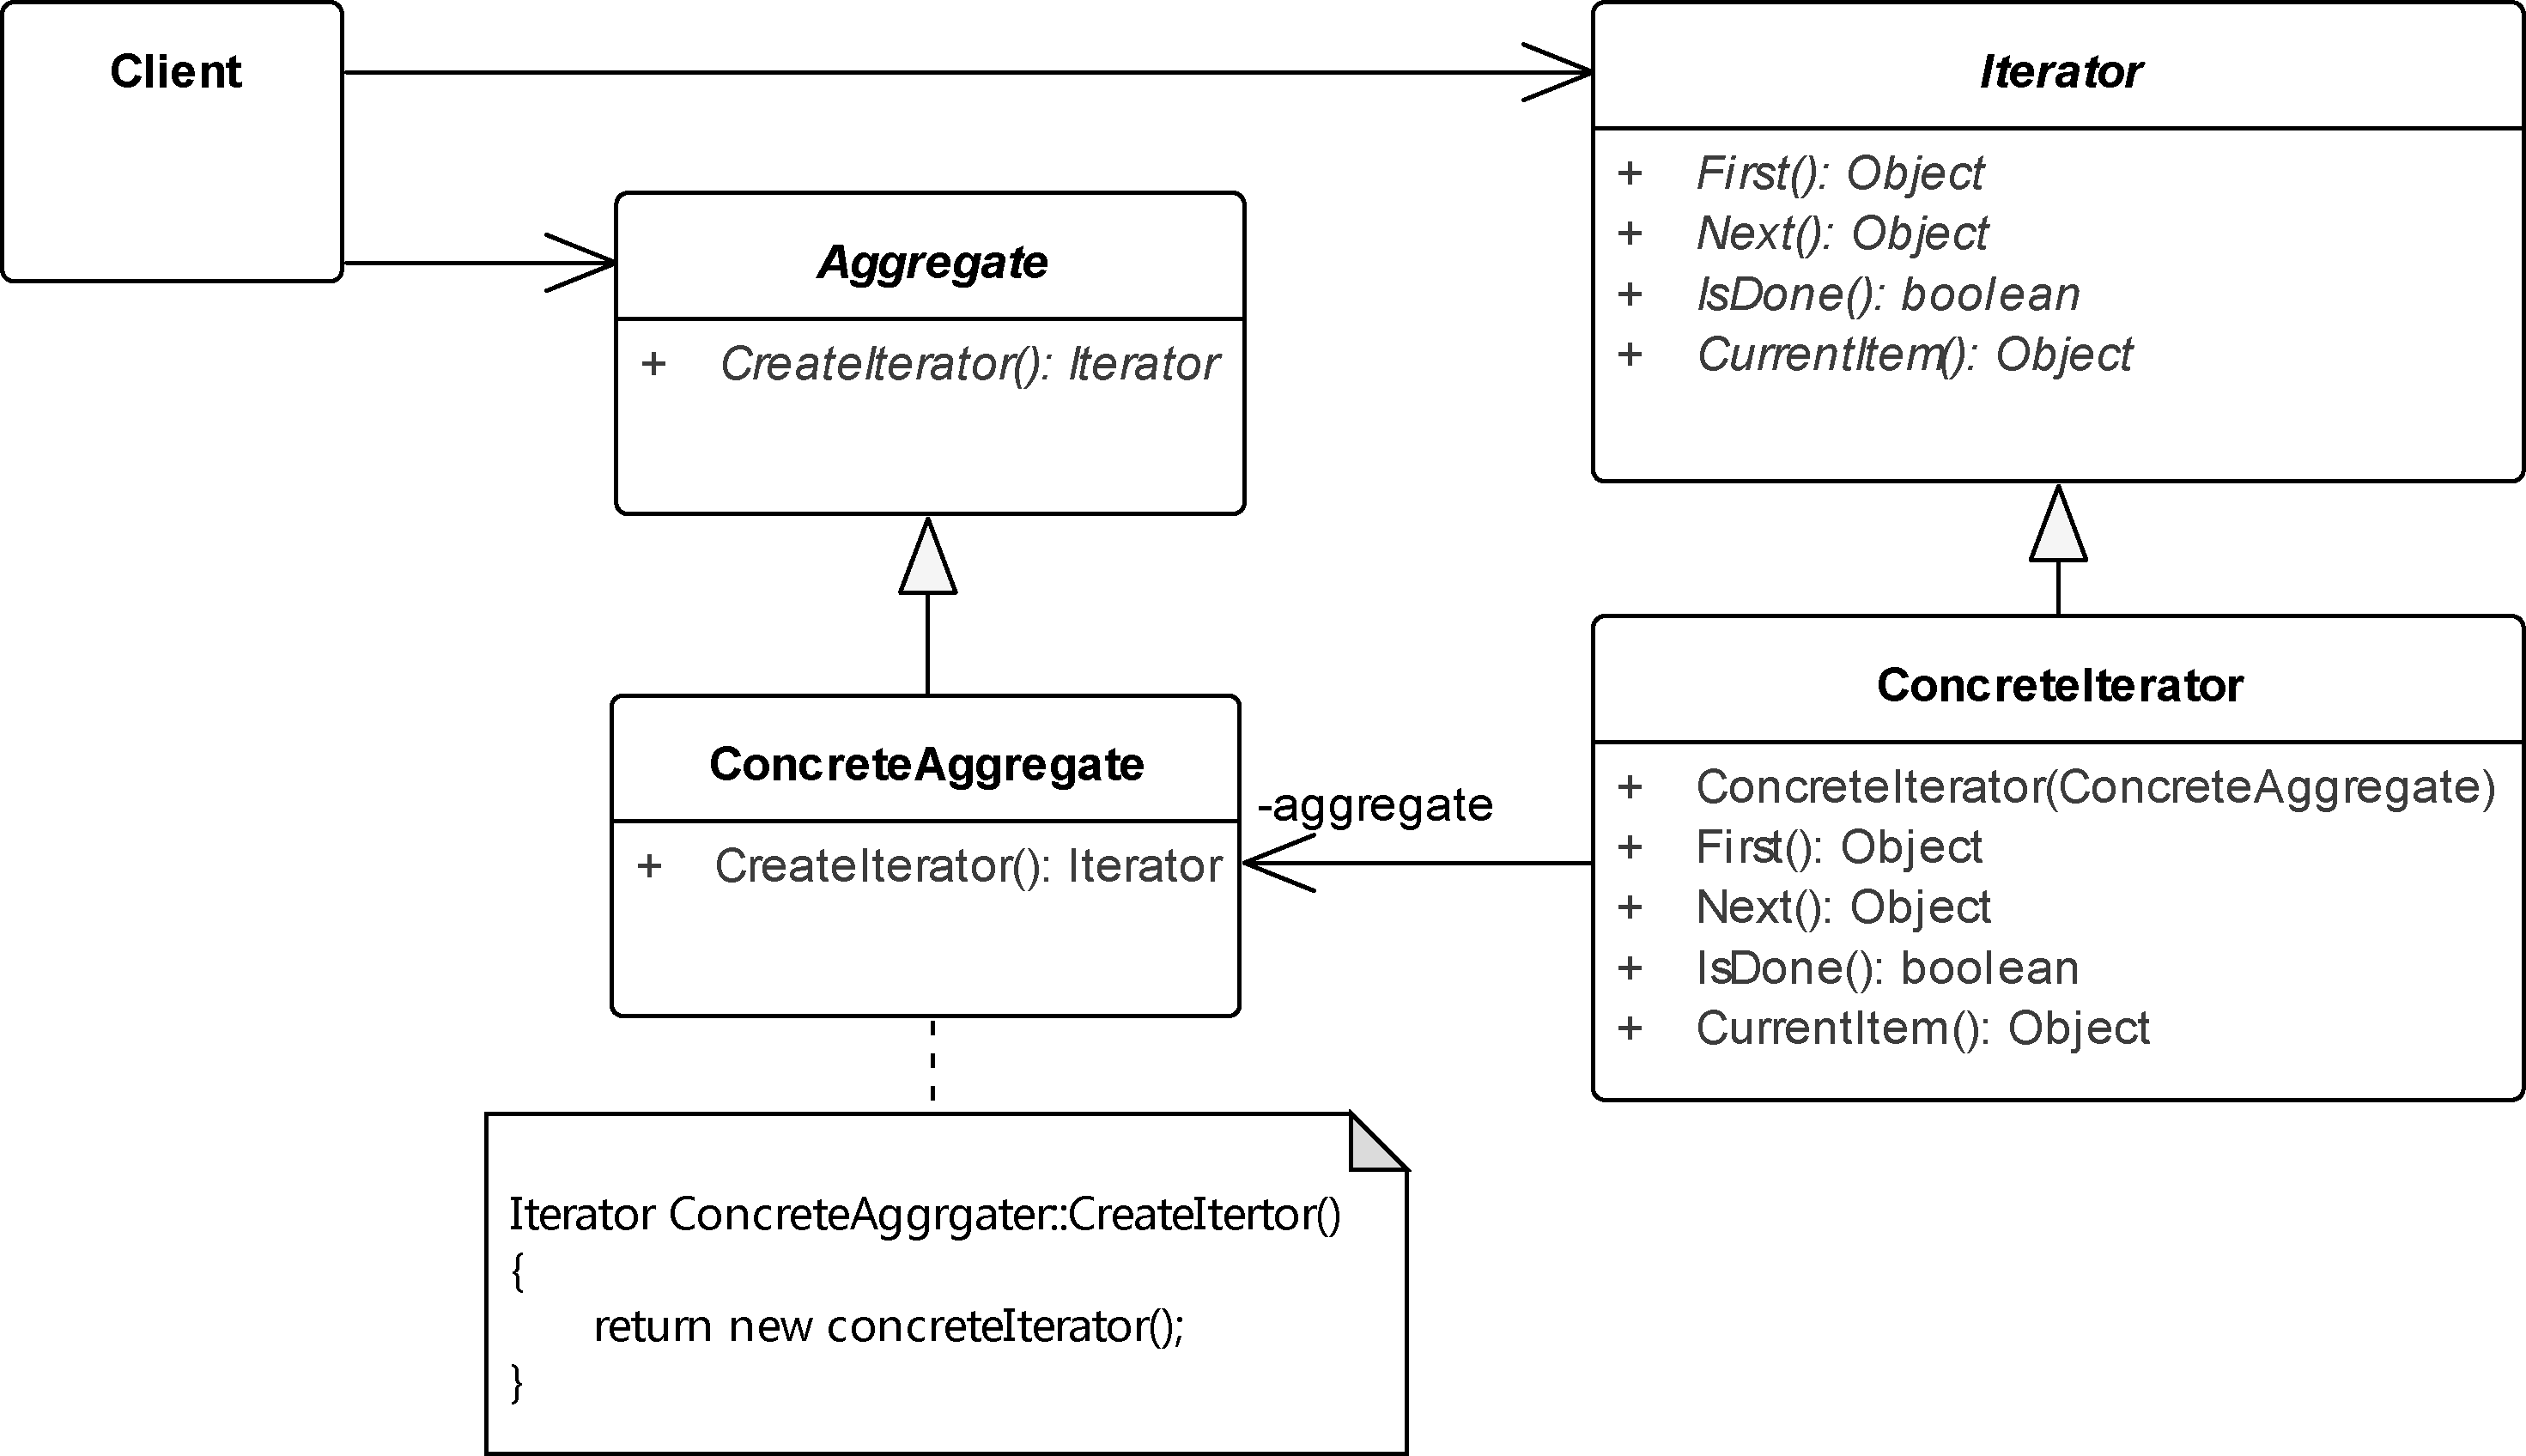 Client
Iterator
+ First(): Object
+ Next(): Object
+ IsDone(): boolean
+ CurrentItem(): Object
Aggregate
+ CreateIterator(): Iterator
ConcreteAggregate
+ CreateIterator(): Iterator
-aggregate
ConcreteIterator
+ ConcreteIterator(ConcreteAggregate)
+ First(): Object
+ Next(): Object
+ IsDone(): boolean
+ CurrentItem(): Object
Iterator ConcreteAggrgater::CreateItertor()
{
return new concreteIterator();
}